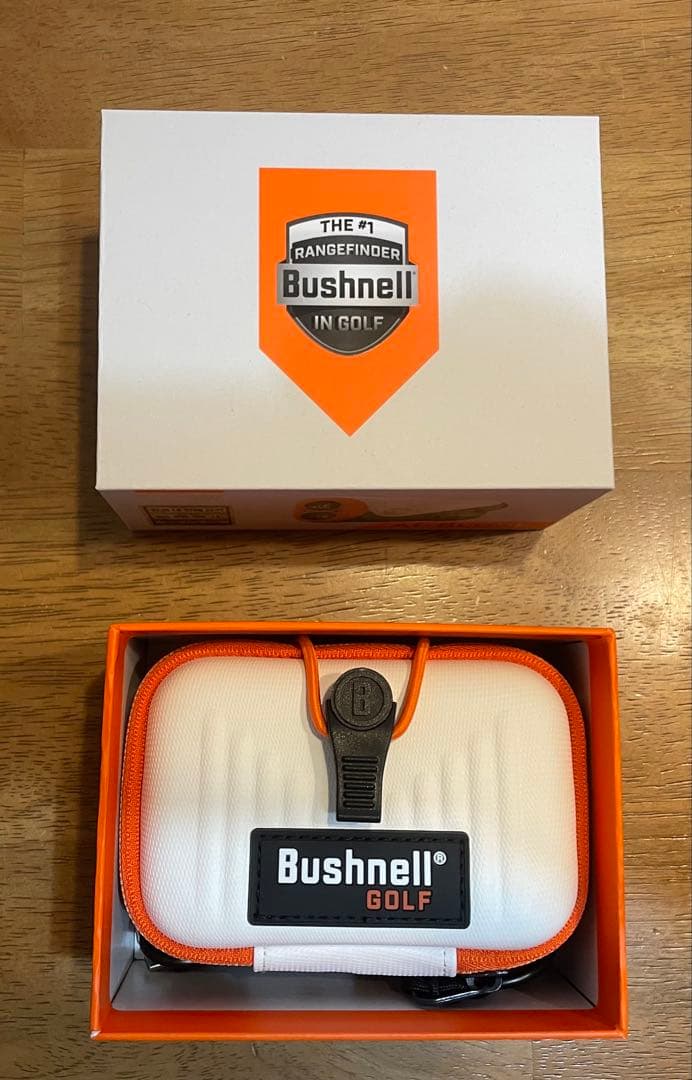 THE #1
RANGEFINDER
Bushnell®
IN GOLF
B
Bushnell®
GOLF